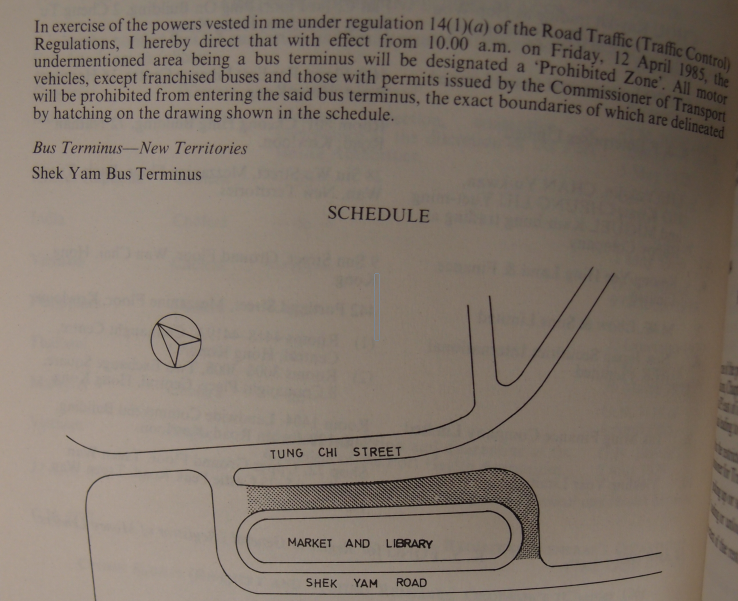 In exercise of the powers vested in me under regulation 14(1)(a) of the Road Traffic (Traffic Control)
Regulations, I hereby direct that with effect from 10.00 a.m. on Friday, 12 April 1985, the
undermentioned area being a bus terminus will be designated a ‘Prohibited Zone’. All motor
vehicles, except franchised buses and those with permits issued by the Commissioner of Transport
will be prohibited from entering the said bus terminus, the exact boundaries of which are delineated
by hatching on the drawing shown in the schedule.
Bus Terminus—New Territories
Shek Yam Bus Terminus
SCHEDULE
TUNG CHI STREET
MARKET AND LIBRARY
SHEK YAM ROAD